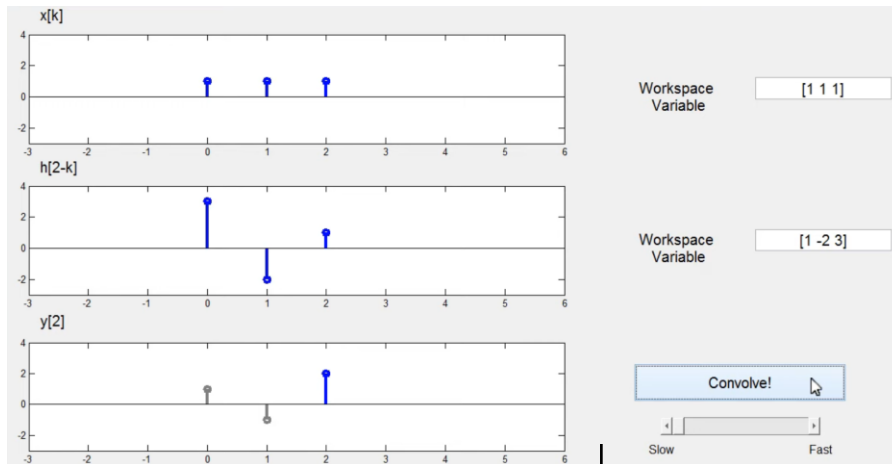 x[k]
4
2
0
-2
-3 -2 -1 0 1 2 3 4 5 6
h[2-k]
4
2
0
-2
-3 -2 -1 0 1 2 3 4 5 6
y[2]
4
2
0
-2
-3 -2 -1 0 1 2 3 4 5 6
Workspace
Variable
[1 1 1]
Workspace
Variable
[1 -2 3]
Convolve!
Slow Fast